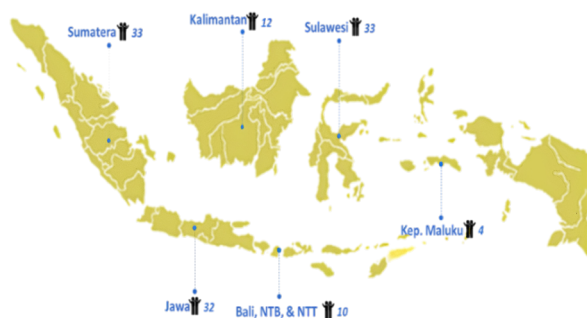 Sumatera 33
Kalimantan 12
Sulawesi 33
Kep. Maluku 4
Jawa 32
Bali, NTB, & NTT 10